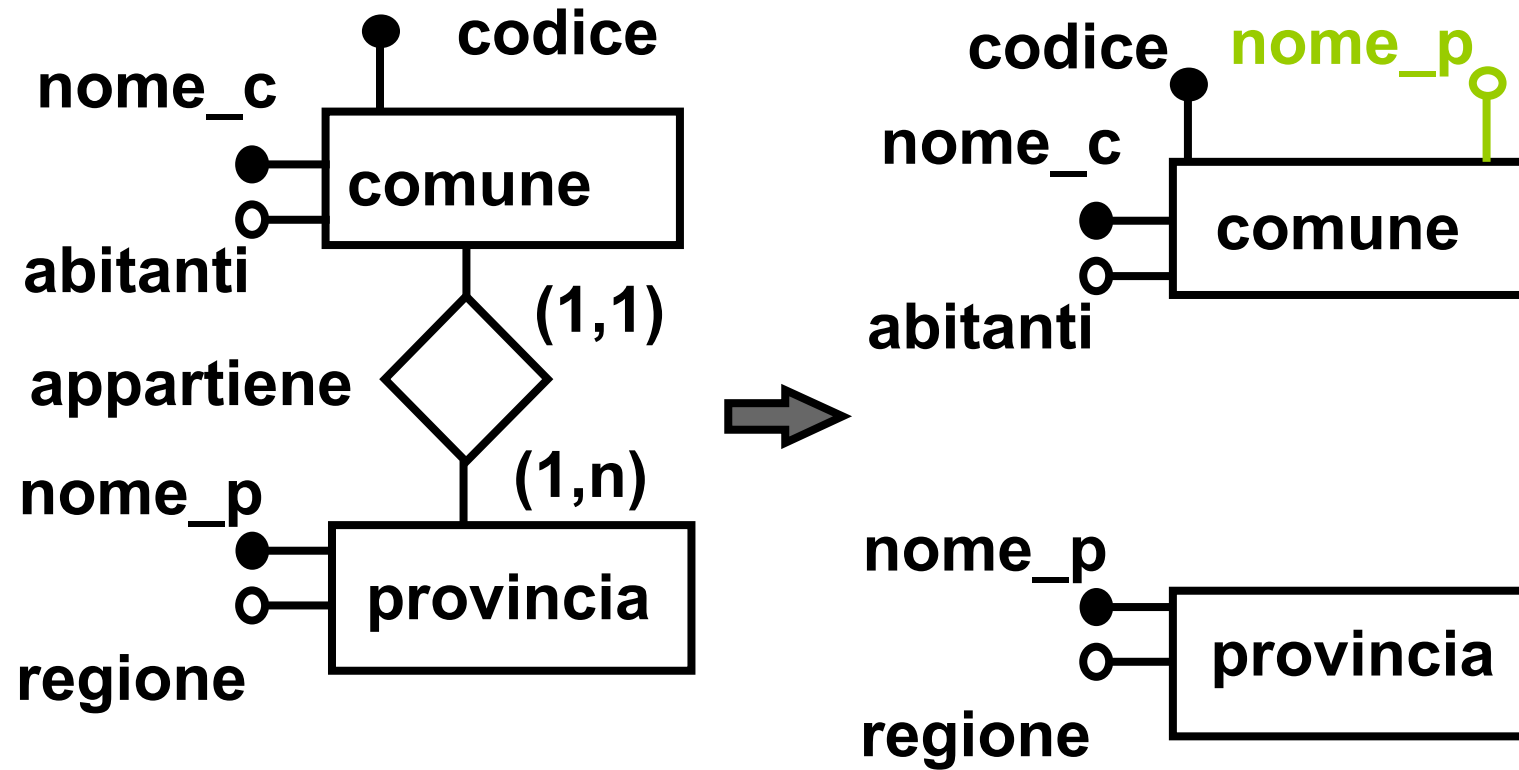 codice
nome_c
comune
abitanti
(1,1)
appartiene
(1,n)
nome_p
provincia
regione
codice
nome_p
nome_c
comune
abitanti
nome_p
provincia
regione